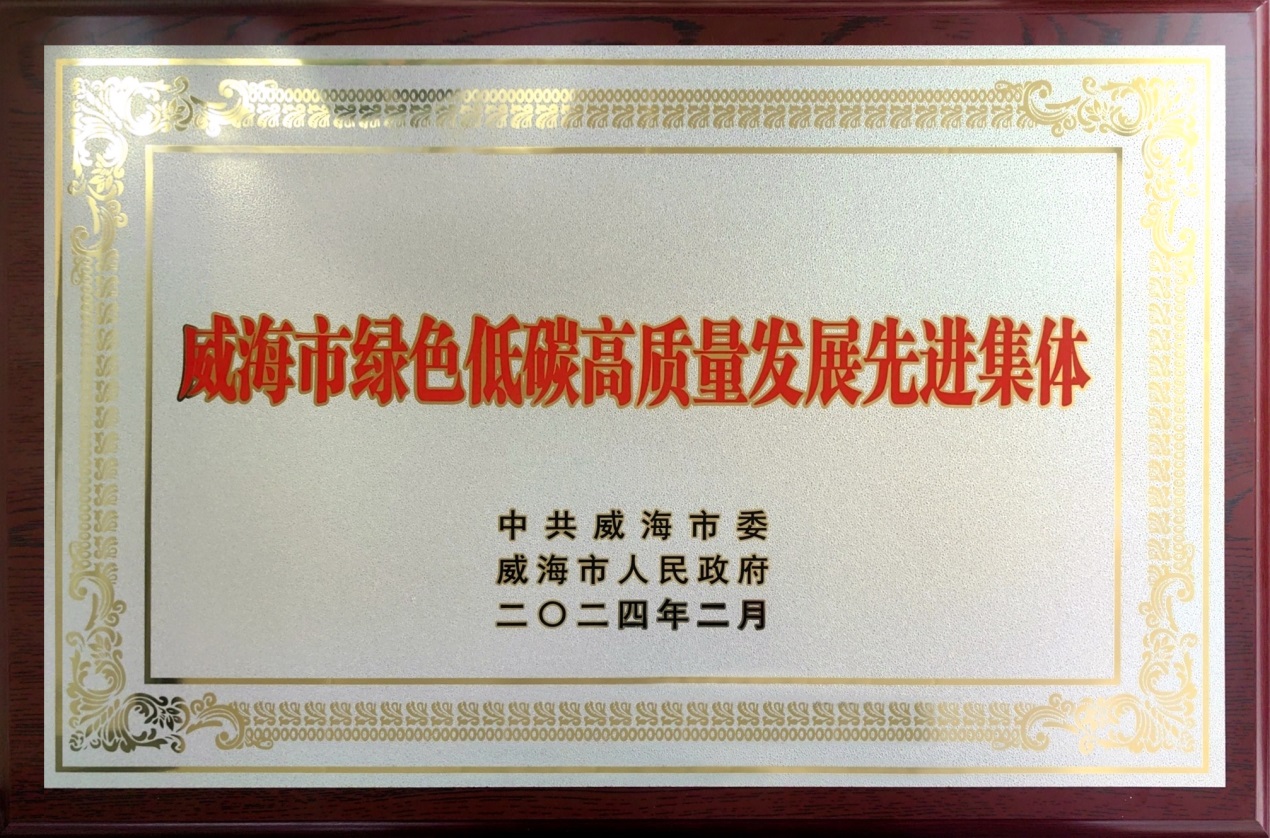 威海市绿色低碳高质量发展先进集体
中共威海市委
威海市人民政府
二〇二四年二月